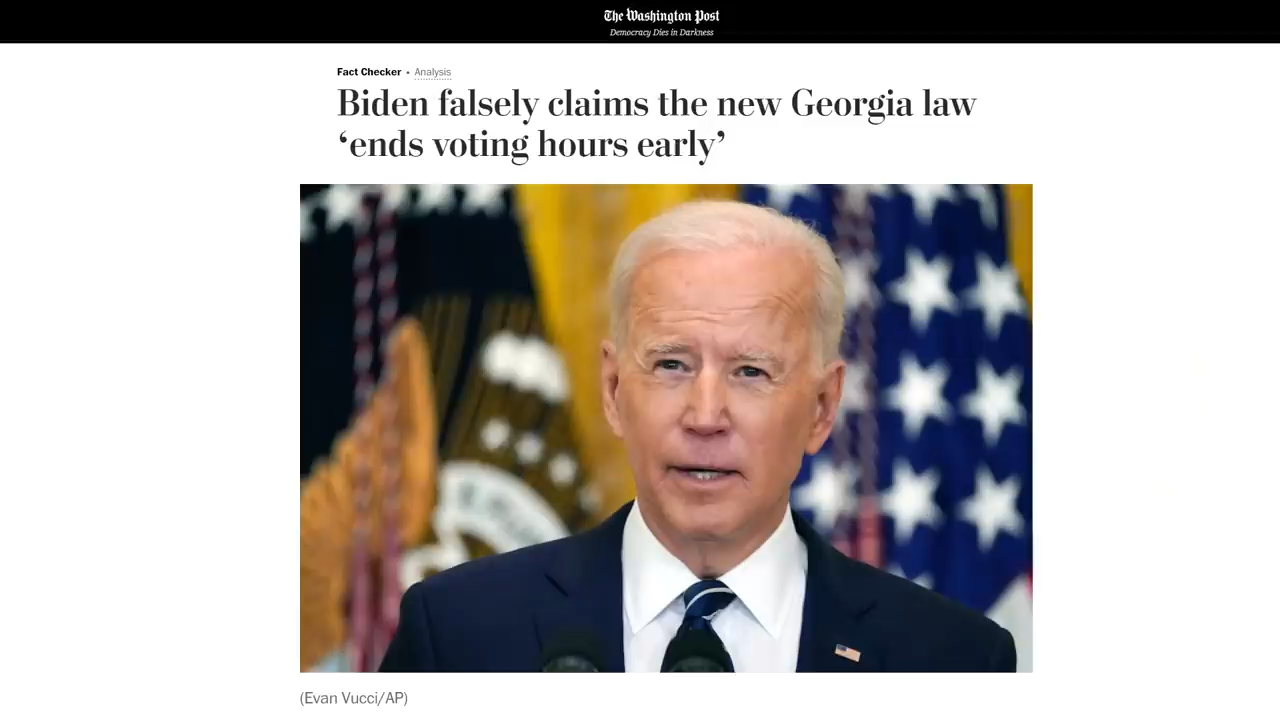 The Washington Post
Democracy Dies in Darkness
Fact Checker • Analysis
Biden falsely claims the new Georgia law
‘ends voting hours early’
(Evan Vucci/AP)